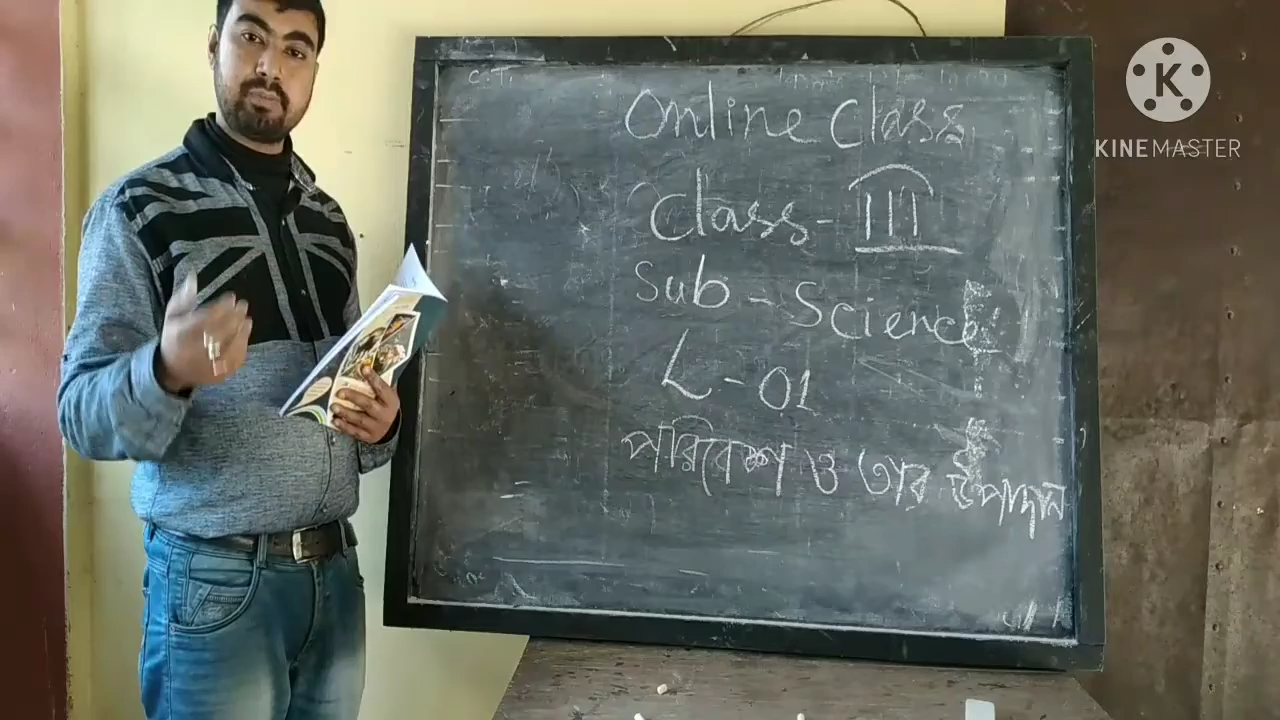 Online Class
Class - III
Sub - Science
L - 01
পরিবেশ ও তার উপাদান
KINEMASTER